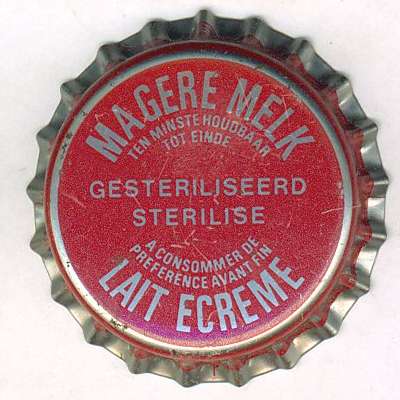 MAGERE MELK
TEN MINSTE HOUDBAAR
TOT EINDE
GESTERILISEERD
STERILISE
A CONSOMMER DE
PREFERENCE AVANT FIN
LAIT ECREME